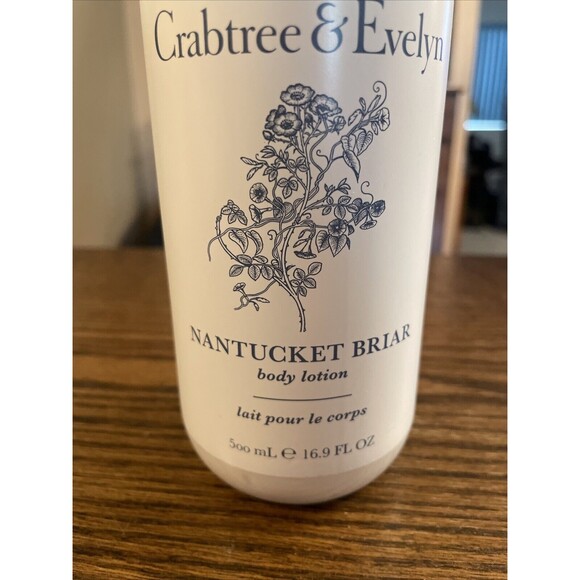 Crabtree & Evelyn
NANTUCKET BRIAR
body lotion
lait pour le corps
500 mL ℮ 16.9 FL OZ